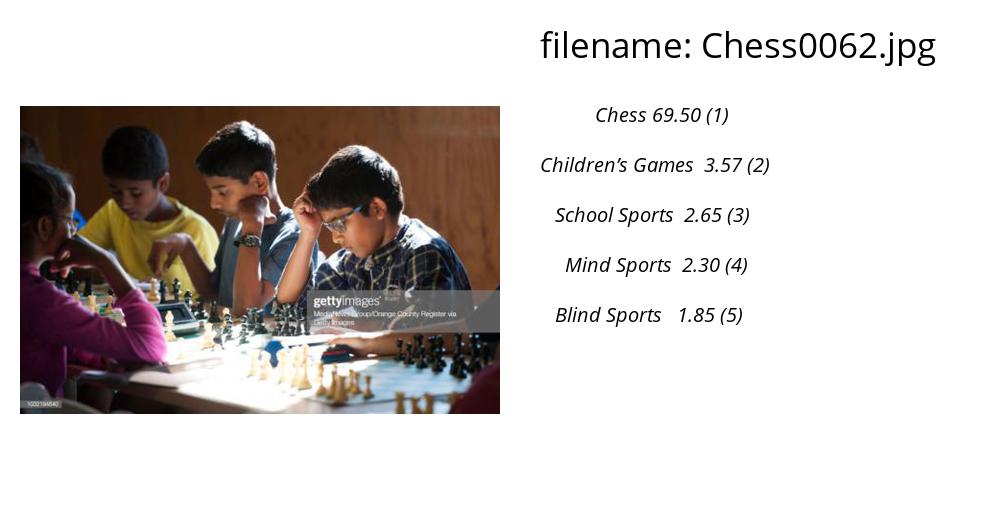 filename: Chess0062.jpg
Chess 69.50 (1)
Children's Games 3.57 (2)
School Sports 2.65 (3)
Mind Sports 2.30 (4)
Blind Sports 1.85 (5)
gettyimages®
MediaNews Group/Orange County Register via
Getty Images